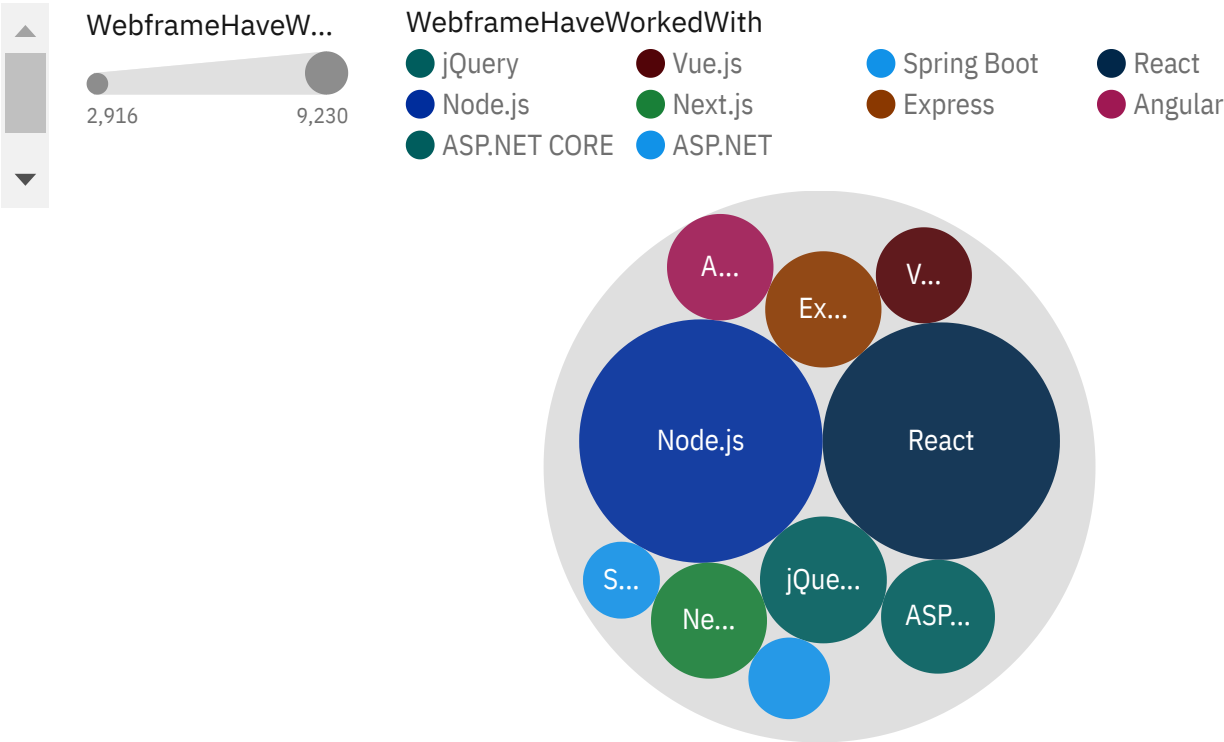 WebframeHaveW...
2,916 9,230
WebframeHaveWorkedWith
jQuery Vue.js Spring Boot React
Node.js Next.js Express Angular
ASP.NET CORE ASP.NET
A...
V...
Ex...
Node.js React
S...
jQue...
Ne...
ASP...